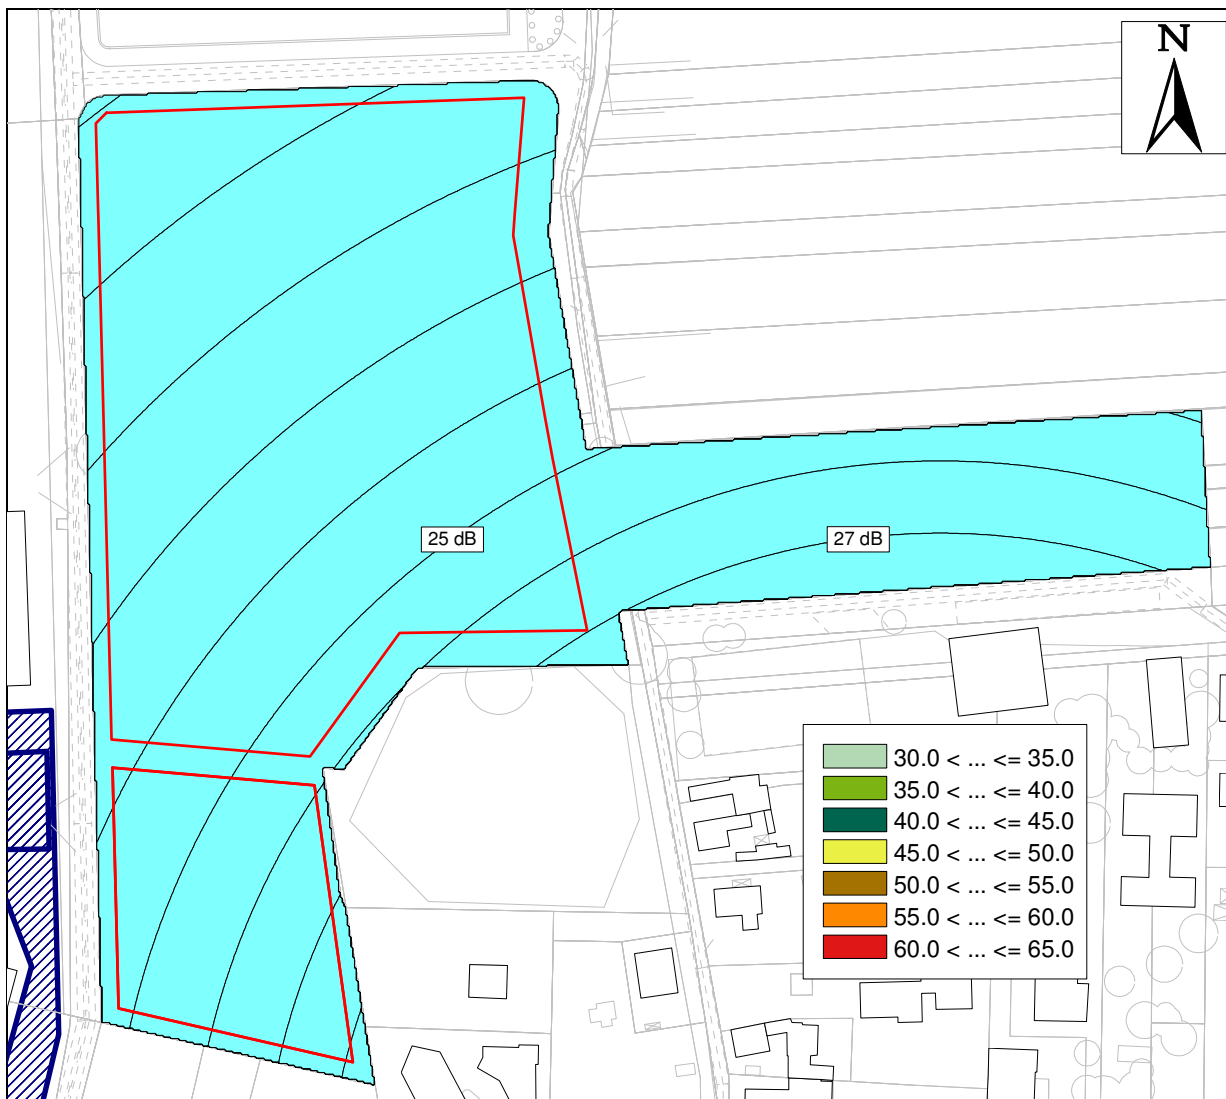 N
25 dB
27 dB
30.0 < ... <= 35.0
35.0 < ... <= 40.0
40.0 < ... <= 45.0
45.0 < ... <= 50.0
50.0 < ... <= 55.0
55.0 < ... <= 60.0
60.0 < ... <= 65.0